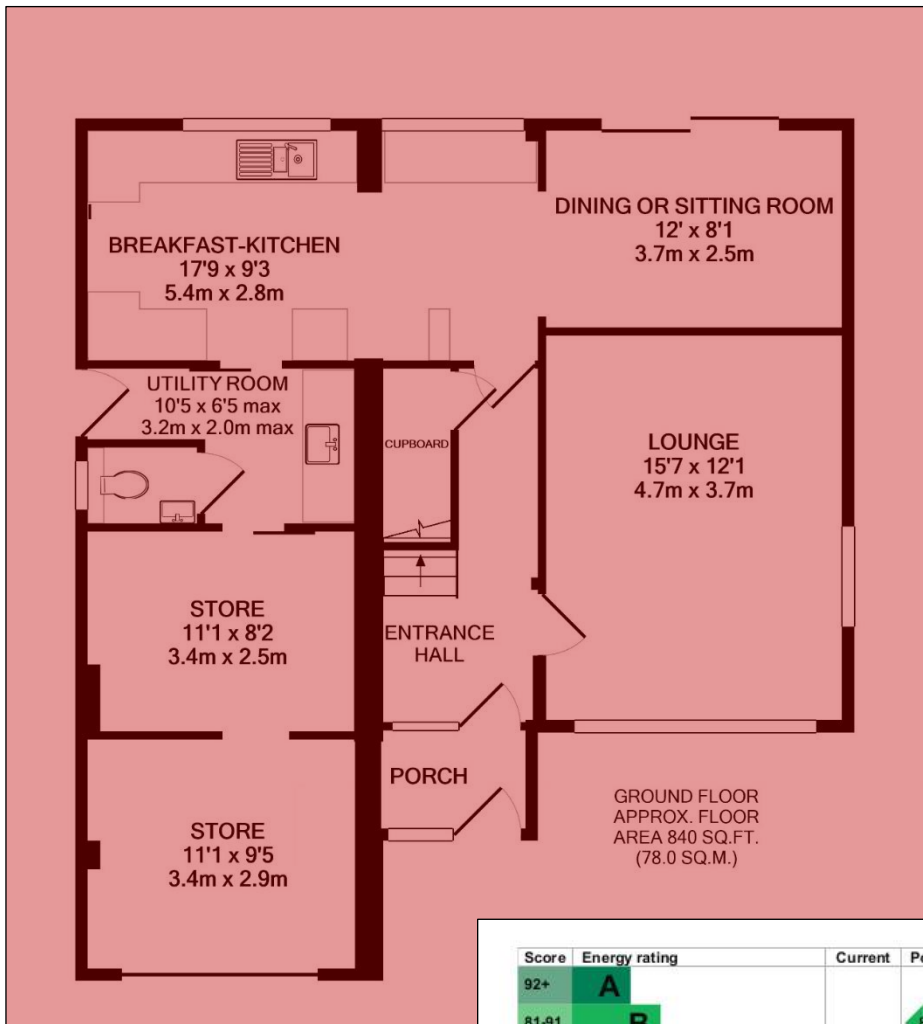 DINING OR SITTING ROOM
12' x 8'1
3.7m x 2.5m
BREAKFAST-KITCHEN
17'9 x 9'3
5.4m x 2.8m
UTILITY ROOM
10'5 x 6'5 max
3.2m x 2.0m max
CUPBOARD
LOUNGE
15'7 x 12'1
4.7m x 3.7m
STORE
11'1 x 8'2
3.4m x 2.5m
ENTRANCE
HALL
PORCH
STORE
11'1 x 9'5
3.4m x 2.9m
GROUND FLOOR
APPROX. FLOOR
AREA 840 SQ.FT.
(78.0 SQ.M.)
Score Energy rating Current
92+ A
81-91 B